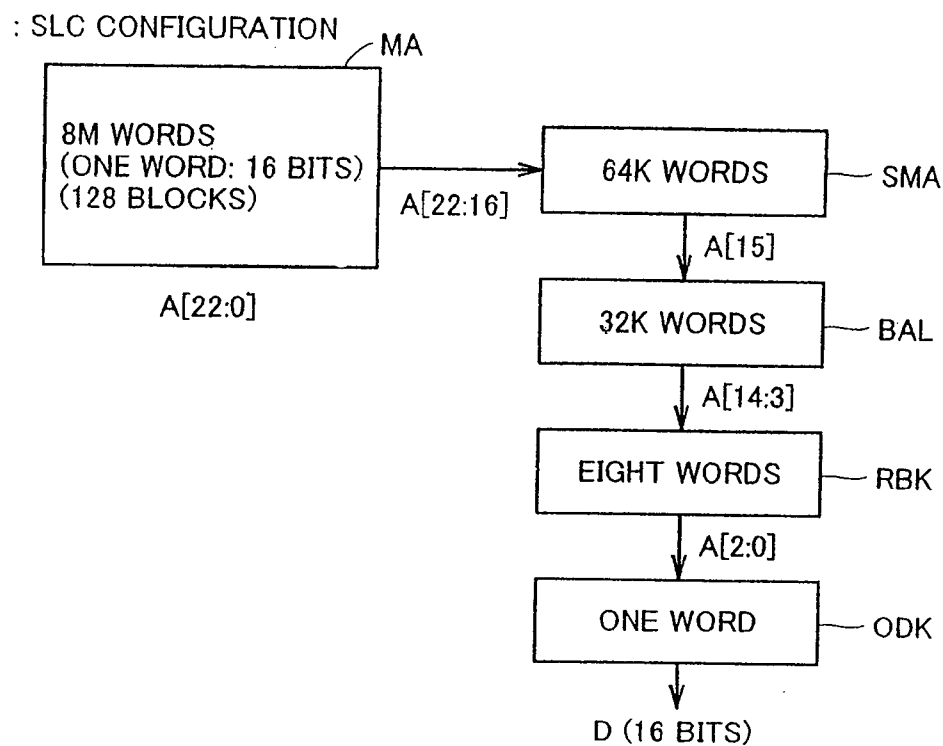 : SLC CONFIGURATION
MA
8M WORDS
(ONE WORD: 16 BITS)
(128 BLOCKS)
A[22:16]
A[22:0]
64K WORDS
SMA
A[15]
32K WORDS
BAL
A[14:3]
EIGHT WORDS
RBK
A[2:0]
ONE WORD
ODK
D (16 BITS)